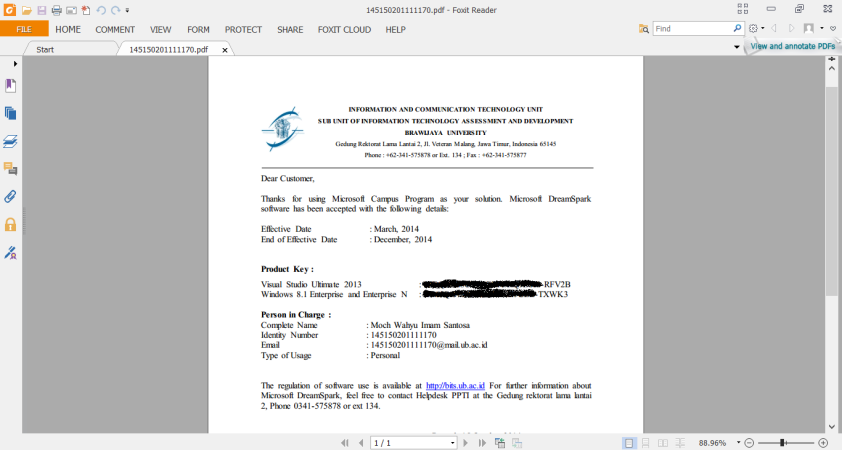 145150201111170.pdf - Foxit Reader
FILE HOME COMMENT VIEW FORM PROTECT SHARE FOXIT CLOUD HELP
Find
Start
145150201111170.pdf x
View and annotate PDFs
INFORMATION AND COMMUNICATION TECHNOLOGY UNIT
SUB UNIT OF INFORMATION TECHNOLOGY ASSESSMENT AND DEVELOPMENT
BRAWIJAYA UNIVERSITY
Gedung Rektorat Lama Lantai 2, Jl. Veteran Malang, Jawa Timur, Indonesia 65145
Phone : +62-341-575878 or Ext. 134 ; Fax : +62-341-575877
Dear Customer,
Thanks for using Microsoft Campus Program as your solution. Microsoft DreamSpark
software has been accepted with the following details:
Effective Date : March, 2014
End of Effective Date : December, 2014
Product Key :
Visual Studio Ultimate 2013 : -RFV2B
Windows 8.1 Enterprise and Enterprise N : -TXWK3
Person in Charge :
Complete Name : Moch Wahyu Imam Santosa
Identity Number : 145150201111170
Email : 145150201111170@mail.ub.ac.id
Type of Usage : Personal
The regulation of software use is available at http://bits.ub.ac.id For further information about
Microsoft DreamSpark, feel free to contact Helpdesk PPTI at the Gedung rektorat lama lantai
2, Phone 0341-575878 or ext 134.
1 / 1
88.96%